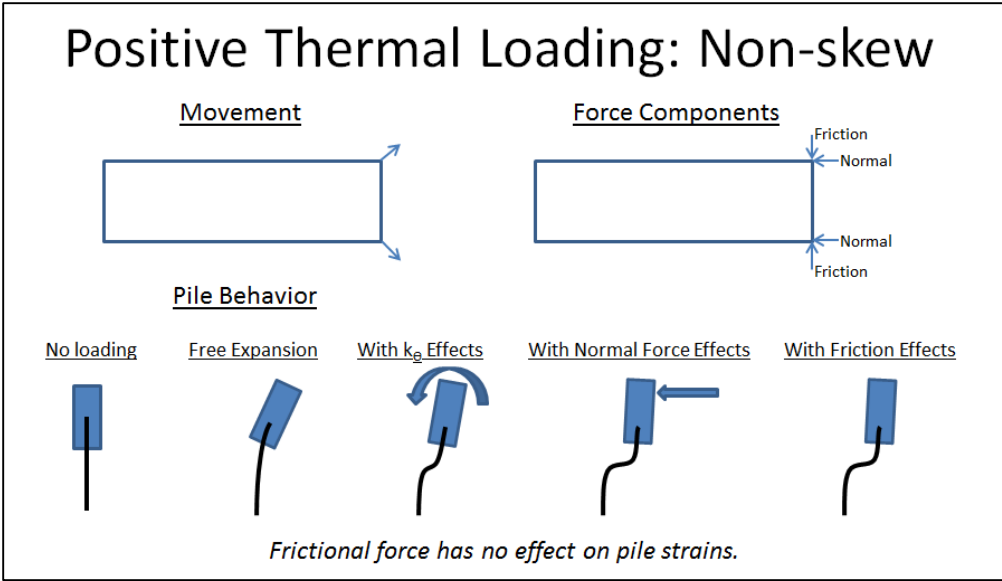 Positive Thermal Loading: Non-skew
Movement
Force Components
Friction
Normal
Normal
Friction
Pile Behavior
No loading
Free Expansion
With kθ Effects
With Normal Force Effects
With Friction Effects
Frictional force has no effect on pile strains.